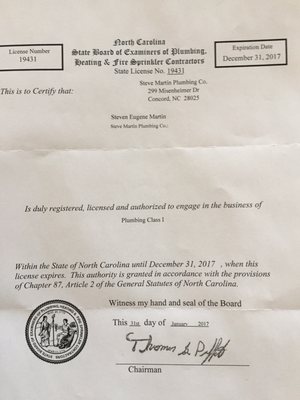 North Carolina
State Board of Examiners of Plumbing,
Heating & Fire Sprinkler Contractors
State License No. 19431
License Number
19431
Expiration Date
December 31, 2017
Steve Martin Plumbing Co.
299 Misenheimer Dr
Concord, NC 28025
This is to Certify that:
Steven Eugene Martin
Steve Martin Plumbing Co.;
Is duly registered, licensed and authorized to engage in the business of
Plumbing Class I
Within the State of North Carolina until December 31, 2017 , when this
license expires. This authority is granted in accordance with the provisions
of Chapter 87, Article 2 of the General Statutes of North Carolina.
Witness my hand and seal of the Board
This 31st day of January 2017
Thomas
Chairman